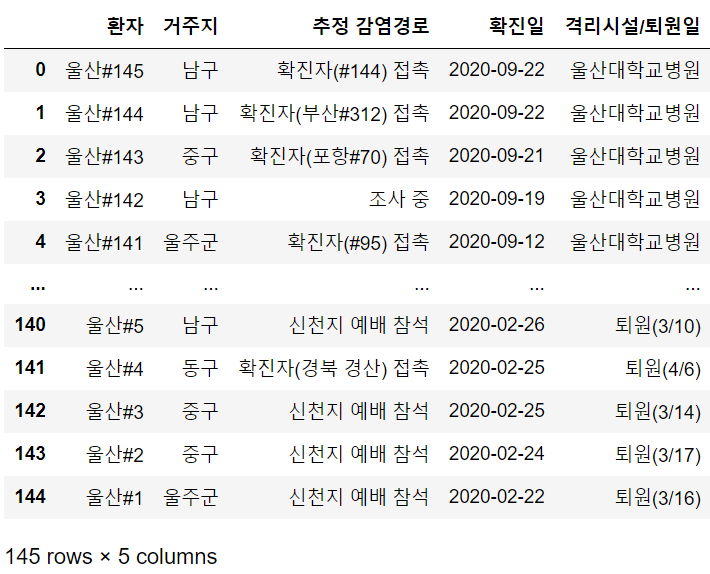 환자 거주지 추정 감염경로 확진일 격리시설/퇴원일
0 울산#145 남구 확진자(#144) 접촉 2020-09-22 울산대학교병원
1 울산#144 남구 확진자(부산#312) 접촉 2020-09-22 울산대학교병원
2 울산#143 중구 확진자(포항#70) 접촉 2020-09-21 울산대학교병원
3 울산#142 남구 조사 중 2020-09-19 울산대학교병원
4 울산#141 울주군 확진자(#95) 접촉 2020-09-12 울산대학교병원
... ... ... ... ... ...
140 울산#5 남구 신천지 예배 참석 2020-02-26 퇴원(3/10)
141 울산#4 동구 확진자(경북 경산) 접촉 2020-02-25 퇴원(4/6)
142 울산#3 중구 신천지 예배 참석 2020-02-25 퇴원(3/14)
143 울산#2 중구 신천지 예배 참석 2020-02-24 퇴원(3/17)
144 울산#1 울주군 신천지 예배 참석 2020-02-22 퇴원(3/16)
145 rows × 5 columns